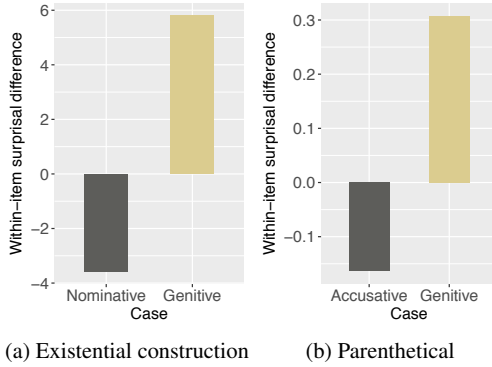 Within-item surprisal difference
6
4
2
0
−2
−4
Nominative Genitive
Case
(a) Existential construction
Within-item surprisal difference
0.3
0.2
0.1
0.0
−0.1
Accusative Genitive
Case
(b) Parenthetical